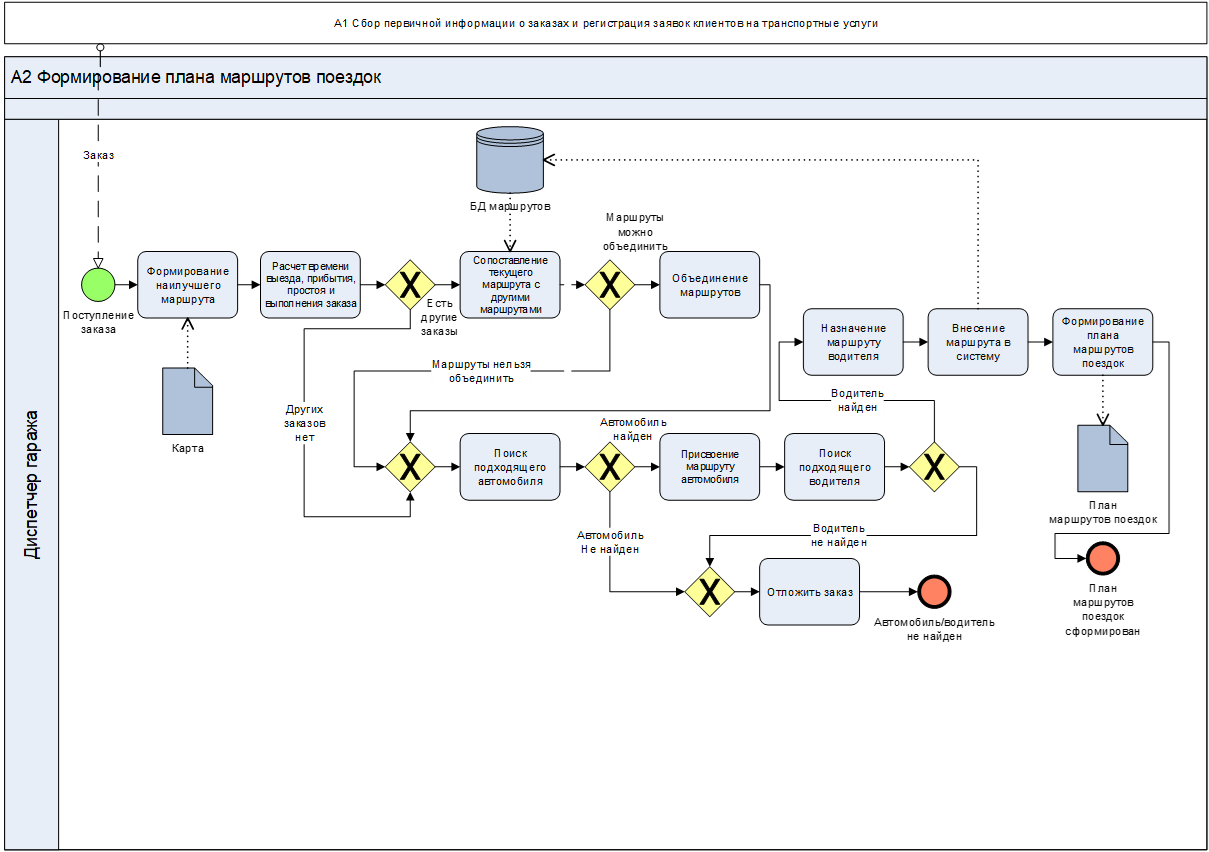 А1 Сбор первичной информации о заказах и регистрация заявок клиентов на транспортные услуги
А2 Формирование плана маршрутов поездок
Диспетчер гаража
Заказ
Поступление
заказа
Формирование
наилучшего
маршрута
Карта
Расчет времени
выезда, прибытия,
простоя и
выполнения заказа
X
Есть
другие
заказы
Других
заказов
нет
БД маршрутов
Сопоставление
текущего
маршрута с
другими
маршрутами
X
Маршруты
можно
объединить
Маршруты нельзя
объединить
Объединение
маршрутов
X
Поиск
подходящего
автомобиля
X
Автомобиль
найден
Автомобиль
Не найден
Присвоение
маршруту
автомобиля
Поиск
подходящего
водителя
X
Водитель
найден
Водитель
не найден
X
Отложить заказ
Автомобиль/водитель
не найден
Назначение
маршруту
водителя
Внесение
маршрута в
систему
Формирование
плана
маршрутов
поездок
План
маршрутов поездок
План
маршрутов
поездок
сформирован